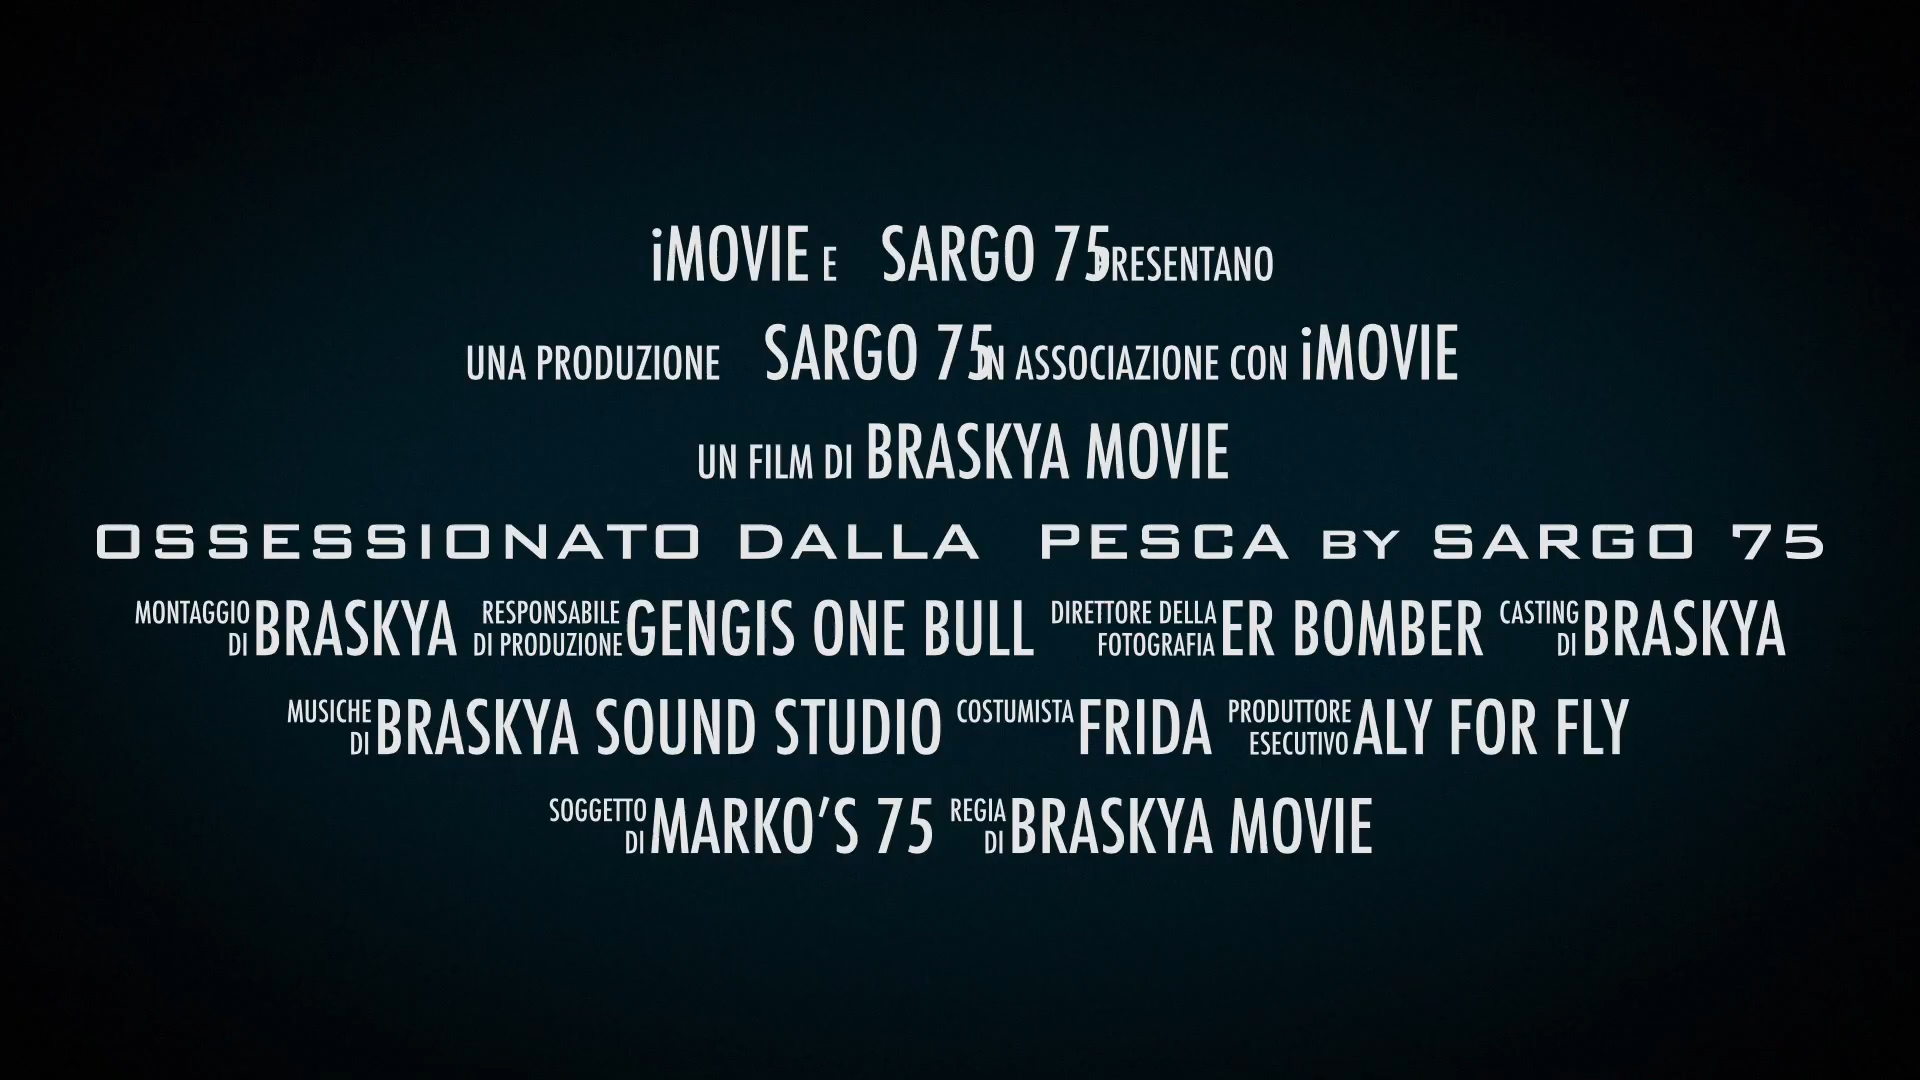 iMOVIE E SARGO 75 PRESENTANO
UNA PRODUZIONE SARGO 75 IN ASSOCIAZIONE CON iMOVIE
UN FILM DI BRASKYA MOVIE
OSSESSIONATO DALLA PESCA BY SARGO 75
MONTAGGIO DI BRASKYA RESPONSABILE DI PRODUZIONE GENGIS ONE BULL DIRETTORE DELLA FOTOGRAFIA ER BOMBER CASTING DI BRASKYA
MUSICHE DI BRASKYA SOUND STUDIO COSTUMISTA FRIDA PRODUTTORE ESECUTIVO ALY FOR FLY
SOGGETTO DI MARKO'S 75 REGIA DI BRASKYA MOVIE